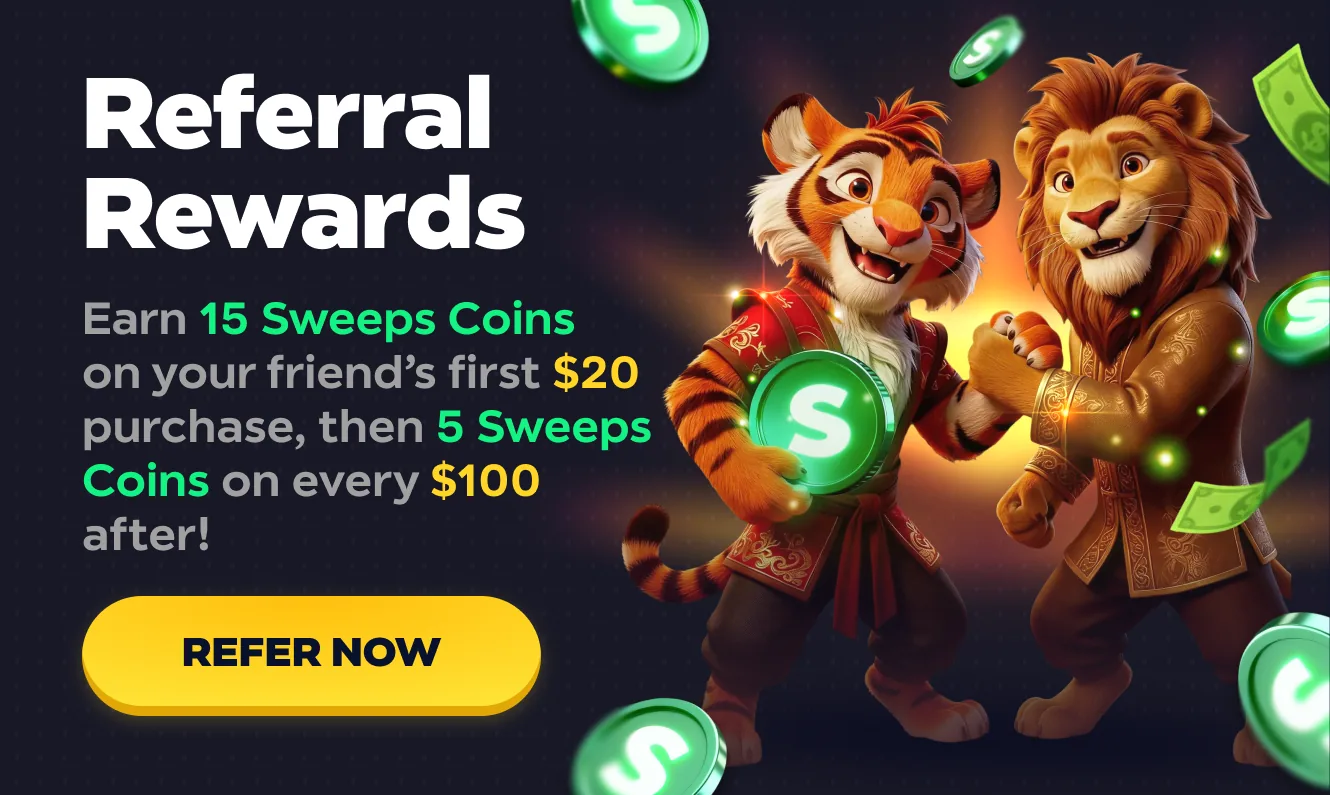 Referral
Rewards
Earn 15 Sweeps Coins
on your friend’s first $20
purchase, then 5 Sweeps
Coins on every $100
after!
REFER NOW
S
S
S
S
S
S